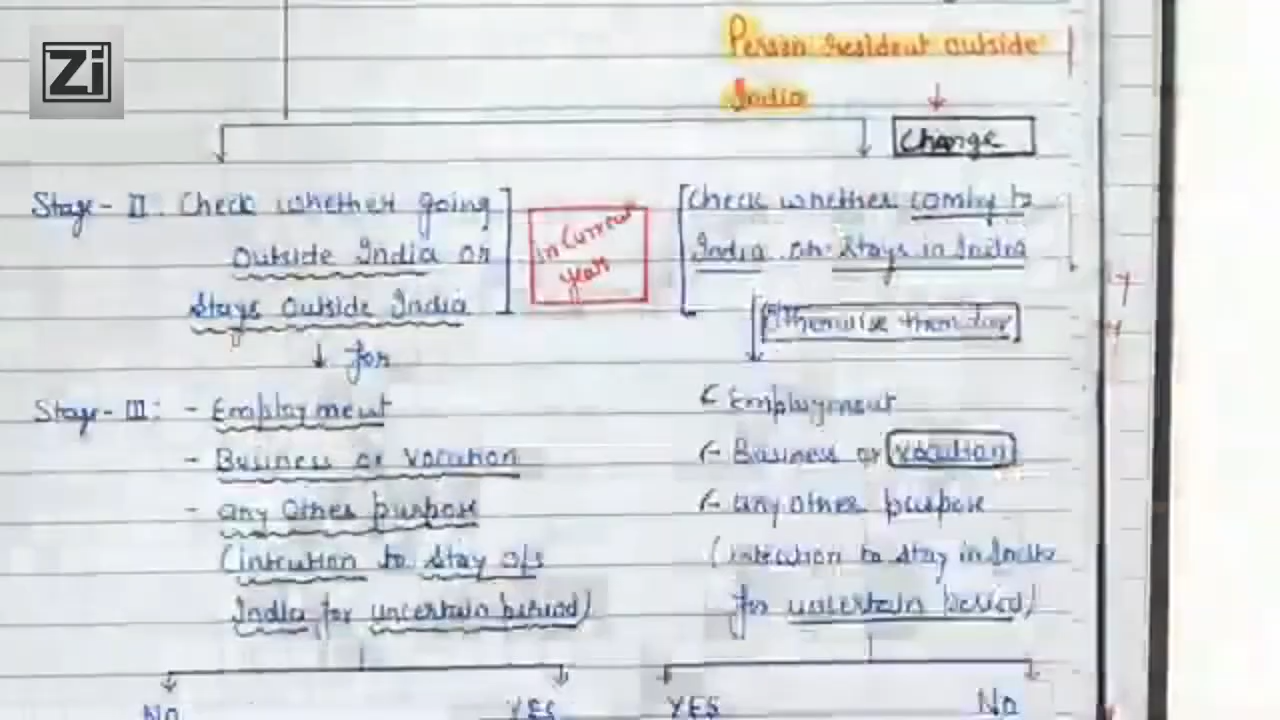 Zi
Person resident outside
India
Change
Stage - II. Check whether going
outside India or
Stays outside India
in Current
year
Check whether coming to
India or stays in India
Otherwise than for
for
Stage - III: - Employment
- Business or vocation
- any other purpose
(intention to stay o/s
India for uncertain period)
Employment
Business or vocation
any other purpose
(intention to stay in India
for uncertain period)
No
YES
YES
No